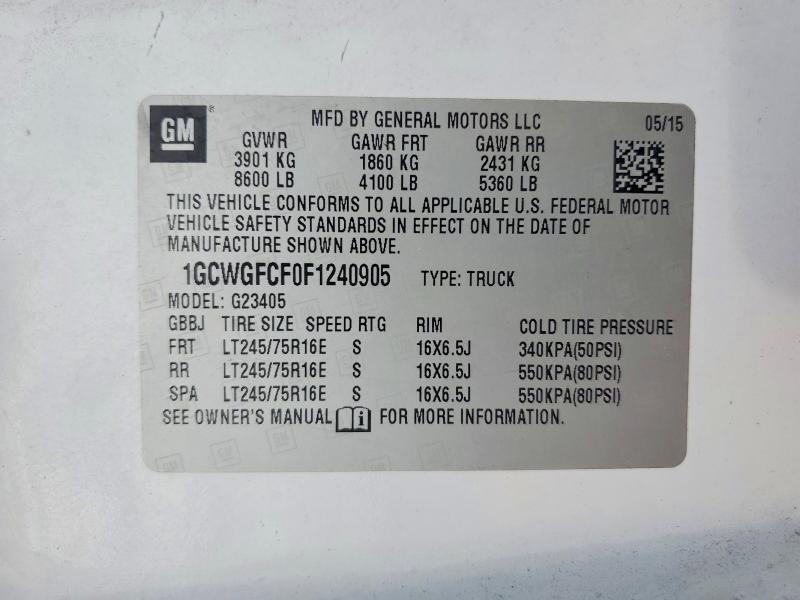 GM
MFD BY GENERAL MOTORS LLC 05/15
GVWR GAWR FRT GAWR RR
3901 KG 1860 KG 2431 KG
8600 LB 4100 LB 5360 LB
THIS VEHICLE CONFORMS TO ALL APPLICABLE U.S. FEDERAL MOTOR
VEHICLE SAFETY STANDARDS IN EFFECT ON THE DATE OF
MANUFACTURE SHOWN ABOVE.
1GCWGFCF0F1240905 TYPE: TRUCK
MODEL: G23405
GBBJ TIRE SIZE SPEED RTG RIM COLD TIRE PRESSURE
FRT LT245/75R16E S 16X6.5J 340KPA(50PSI)
RR LT245/75R16E S 16X6.5J 550KPA(80PSI)
SPA LT245/75R16E S 16X6.5J 550KPA(80PSI)
SEE OWNER'S MANUAL i FOR MORE INFORMATION.